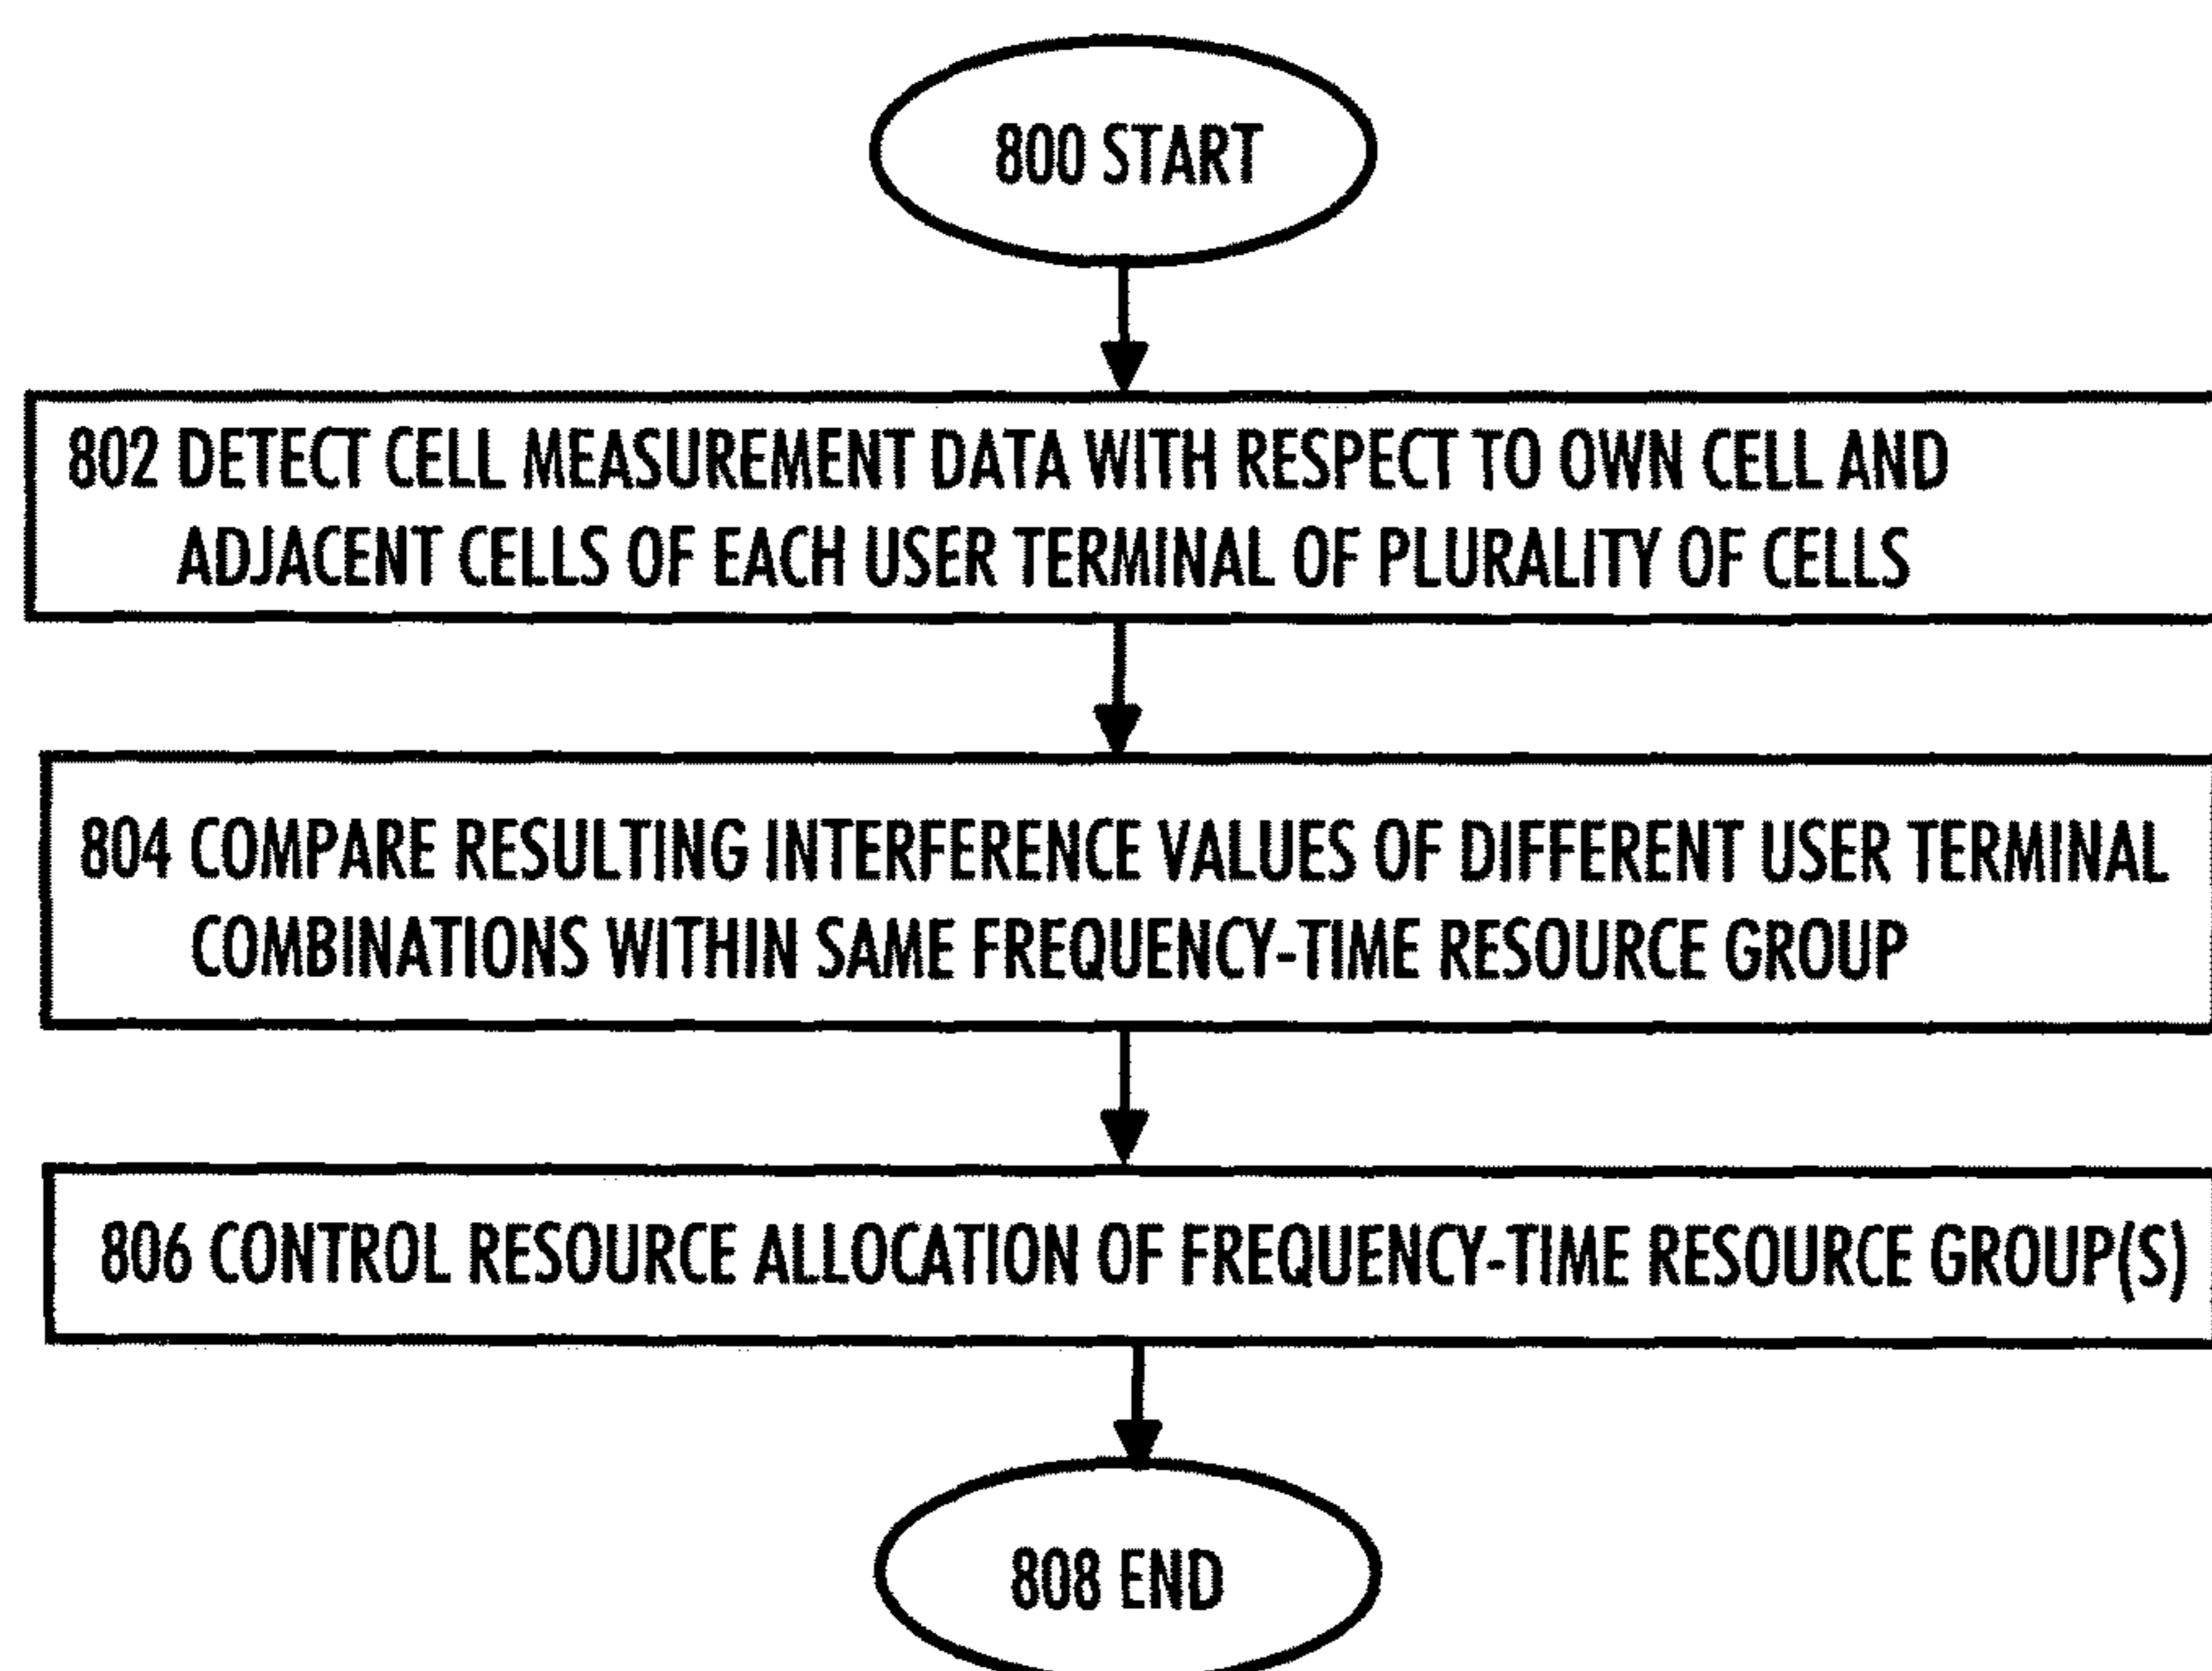 800 START
802 DETECT CELL MEASUREMENT DATA WITH RESPECT TO OWN CELL AND
ADJACENT CELLS OF EACH USER TERMINAL OF PLURALITY OF CELLS
804 COMPARE RESULTING INTERFERENCE VALUES OF DIFFERENT USER TERMINAL
COMBINATIONS WITHIN SAME FREQUENCY-TIME RESOURCE GROUP
806 CONTROL RESOURCE ALLOCATION OF FREQUENCY-TIME RESOURCE GROUP(S)
808 END